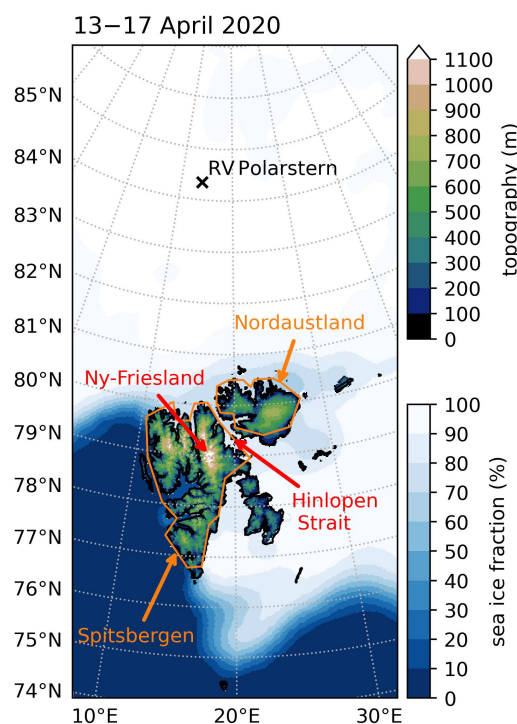 13−17 April 2020
85°N
84°N
83°N
82°N
81°N
80°N
79°N
78°N
77°N
76°N
75°N
74°N
10°E
20°E
30°E
RV Polarstern
Nordaustland
Ny-Friesland
Hinlopen
Strait
Spitsbergen
1100
1000
900
800
700
600
500
400
300
200
100
0
topography (m)
100
90
80
70
60
50
40
30
20
10
0
sea ice fraction (%)